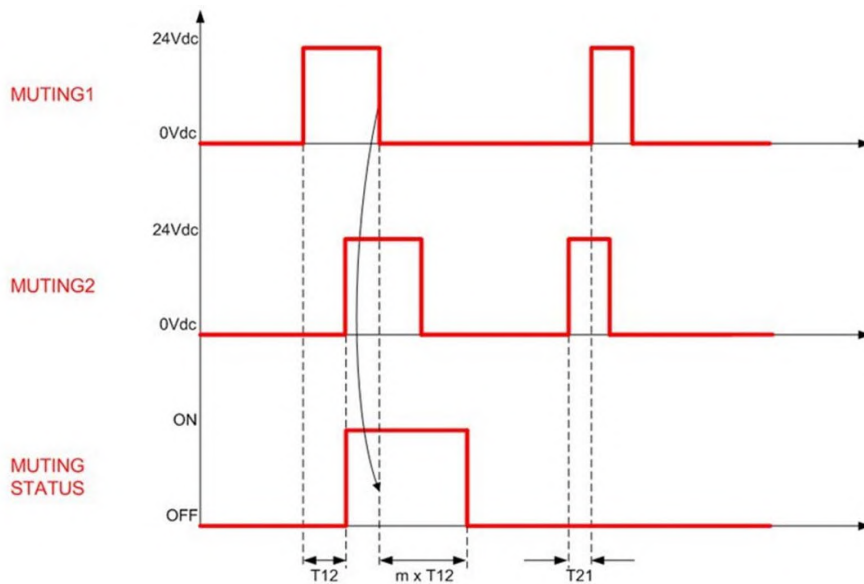 24Vdc
MUTING1
0Vdc
24Vdc
MUTING2
0Vdc
ON
MUTING
STATUS
OFF
T12
m x T12
T21